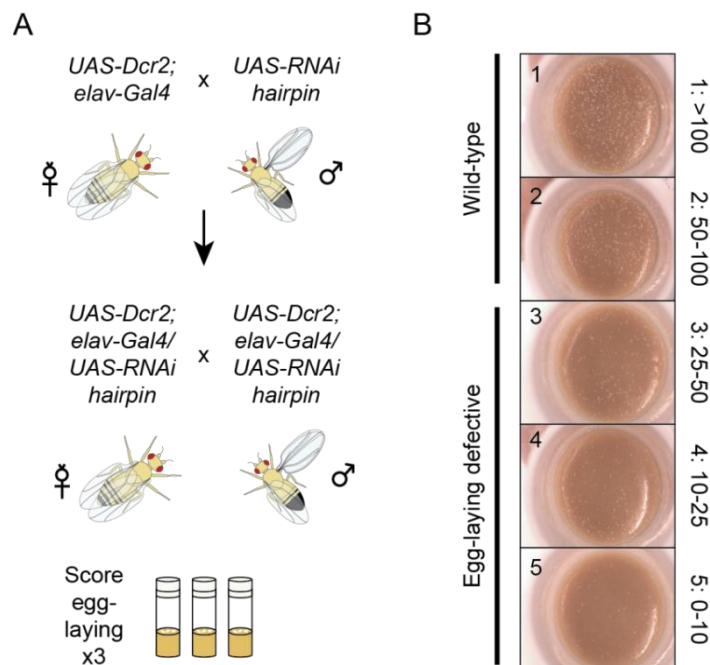 A
UAS-Dcr2;
elav-Gal4
x
UAS-RNAi
hairpin
☿
♂
UAS-Dcr2;
elav-Gal4/
UAS-RNAi
hairpin
x
UAS-Dcr2;
elav-Gal4/
UAS-RNAi
hairpin
☿
♂
Score
egg-
laying
x3
B
Wild-type
Egg-laying defective
1
2
3
4
5
1: >100
2: 50-100
3: 25-50
4: 10-25
5: 0-10